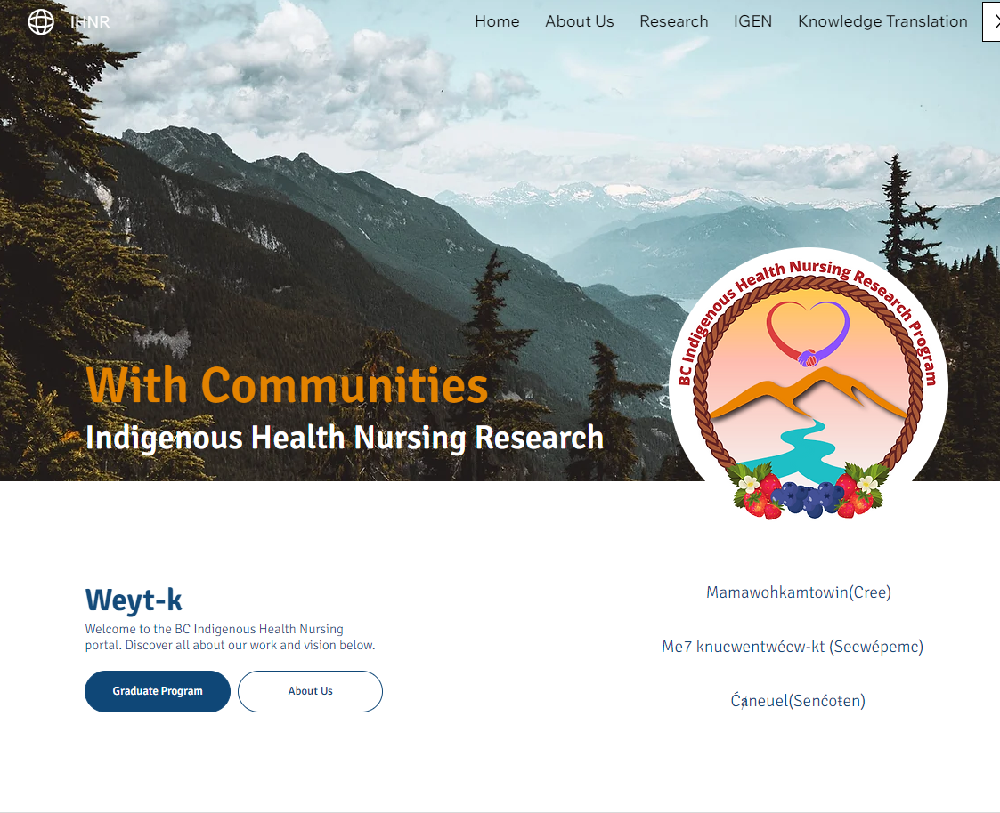 IHNR
Home About Us Research IGEN Knowledge Translation
BC Indigenous Health Nursing Research Program
With Communities
Indigenous Health Nursing Research
Weyt-k
Welcome to the BC Indigenous Health Nursing
portal. Discover all about our work and vision below.
Graduate Program About Us
Mamawohkamtowin(Cree)
Me7 knucwentwécw-kt (Secwépemc)
Ć̸aneuel(Senćoŧen)